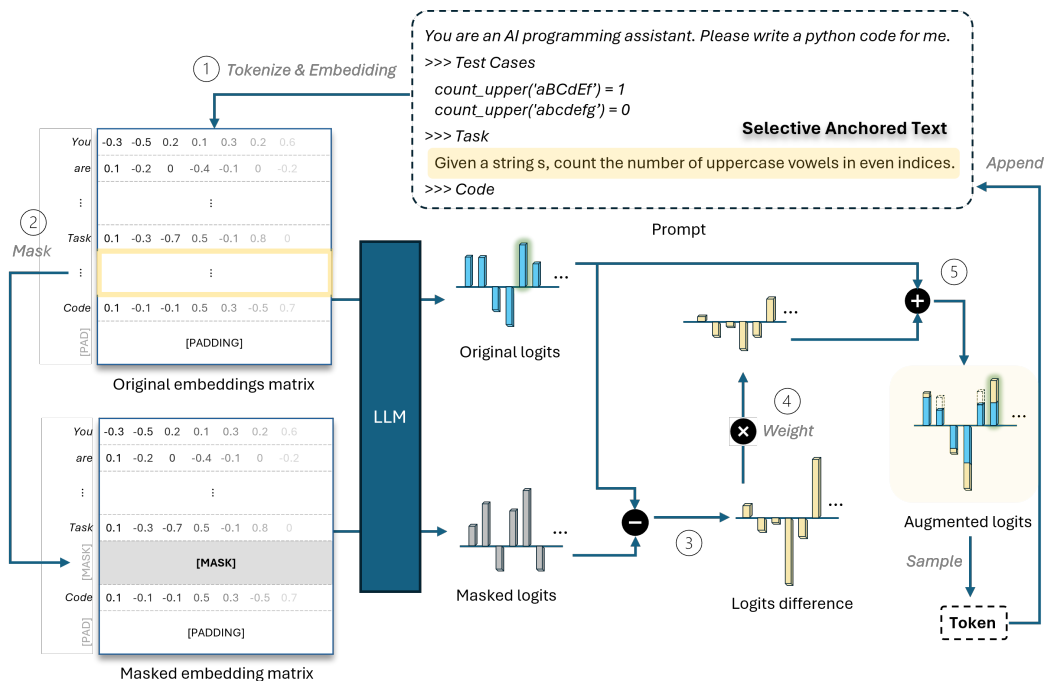 You are an AI programming assistant. Please write a python code for me.
>>> Test Cases
count_upper('aBCdEf’) = 1
count_upper('abcdefg’) = 0
>>> Task
Selective Anchored Text
Given a string s, count the number of uppercase vowels in even indices.
>>> Code
Prompt
Append
1 Tokenize & Embediding
You -0.3 -0.5 0.2 0.1 0.3 0.2 0.6
are 0.1 -0.2 0 -0.4 -0.1 0 -0.2
⋮ ⋮
Task 0.1 -0.3 -0.7 0.5 -0.1 0.8 0
⋮ ⋮
Code 0.1 -0.1 -0.1 0.5 0.3 -0.5 0.7
[PAD] [PADDING]
Original embeddings matrix
2
Mask
You -0.3 -0.5 0.2 0.1 0.3 0.2 0.6
are 0.1 -0.2 0 -0.4 -0.1 0 -0.2
⋮ ⋮
Task 0.1 -0.3 -0.7 0.5 -0.1 0.8 0
[MASK] [MASK]
Code 0.1 -0.1 -0.1 0.5 0.3 -0.5 0.7
[PAD] [PADDING]
Masked embedding matrix
LLM
...
Original logits
...
Masked logits
−
3
...
Logits difference
×
4
Weight
...
+
5
...
Augmented logits
Sample
Token